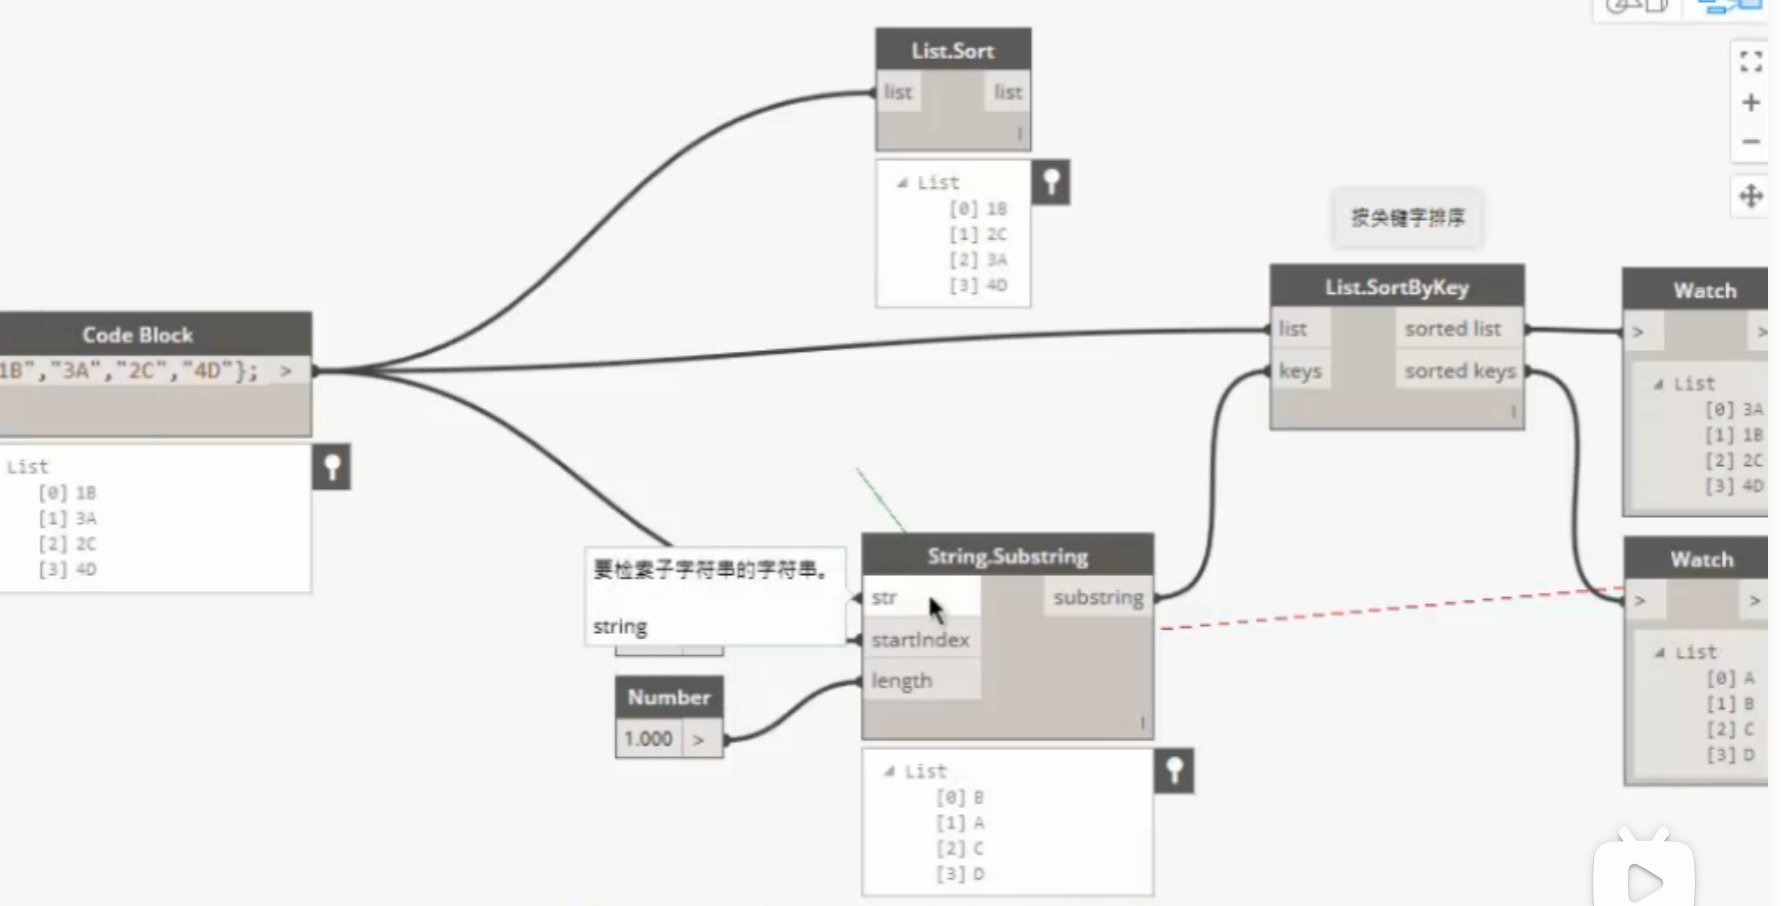 List.Sort
list
list
List
[0] 1B
[1] 2C
[2] 3A
[3] 4D
按关键字排序
List.SortByKey
list
sorted list
keys
sorted keys
Watch
>
>
List
[0] 3A
[1] 1B
[2] 2C
[3] 4D
Code Block
1B","3A","2C","4D"}; >
List
[0] 1B
[1] 3A
[2] 2C
[3] 4D
要检索子字符串的字符串。
string
String.Substring
str
substring
startIndex
length
Number
1.000 >
List
[0] B
[1] A
[2] C
[3] D
Watch
>
>
List
[0] A
[1] B
[2] C
[3] D